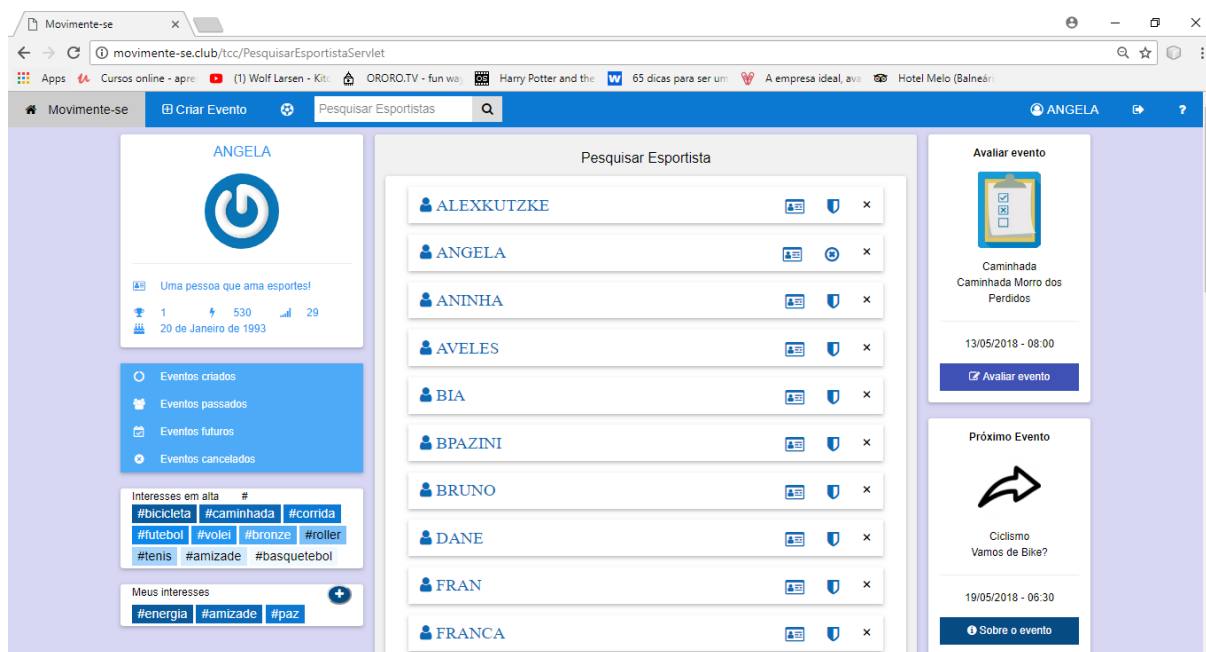 Movimente-se
movimente-se.club/tcc/PesquisarEsportistaServlet
Apps Cursos online - apre (1) Wolf Larsen - Kitc ORORO.TV - fun way Harry Potter and the 65 dicas para ser um A empresa ideal, ava Hotel Melo (Balneári
Movimente-se Criar Evento Pesquisar Esportistas ANGELA ?
ANGELA
Uma pessoa que ama esportes!
1 530 29
20 de Janeiro de 1993
Eventos criados
Eventos passados
Eventos futuros
Eventos cancelados
Interesses em alta #
#bicicleta #caminhada #corrida
#futebol #volei #bronze #roller
#tenis #amizade #basquetebol
Meus interesses
#energia #amizade #paz
Pesquisar Esportista
ALEXKUTZKE
ANGELA
ANINHA
AVELES
BIA
BPAZINI
BRUNO
DANE
FRAN
FRANCA
Avaliar evento
Caminhada
Caminhada Morro dos
Perdidos
13/05/2018 - 08:00
Avaliar evento
Próximo Evento
Ciclismo
Vamos de Bike?
19/05/2018 - 06:30
Sobre o evento